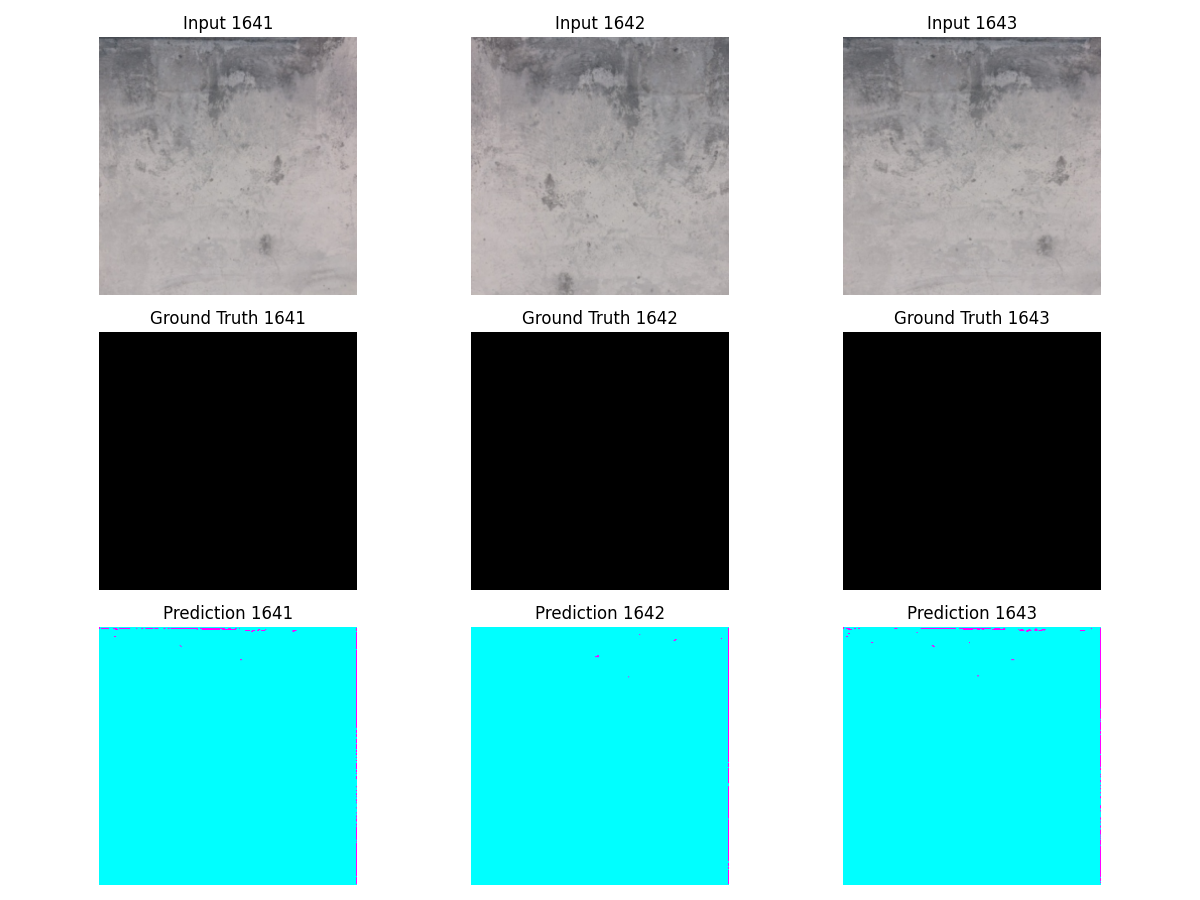 Input 1641
Input 1642
Input 1643
Ground Truth 1641
Ground Truth 1642
Ground Truth 1643
Prediction 1641
Prediction 1642
Prediction 1643